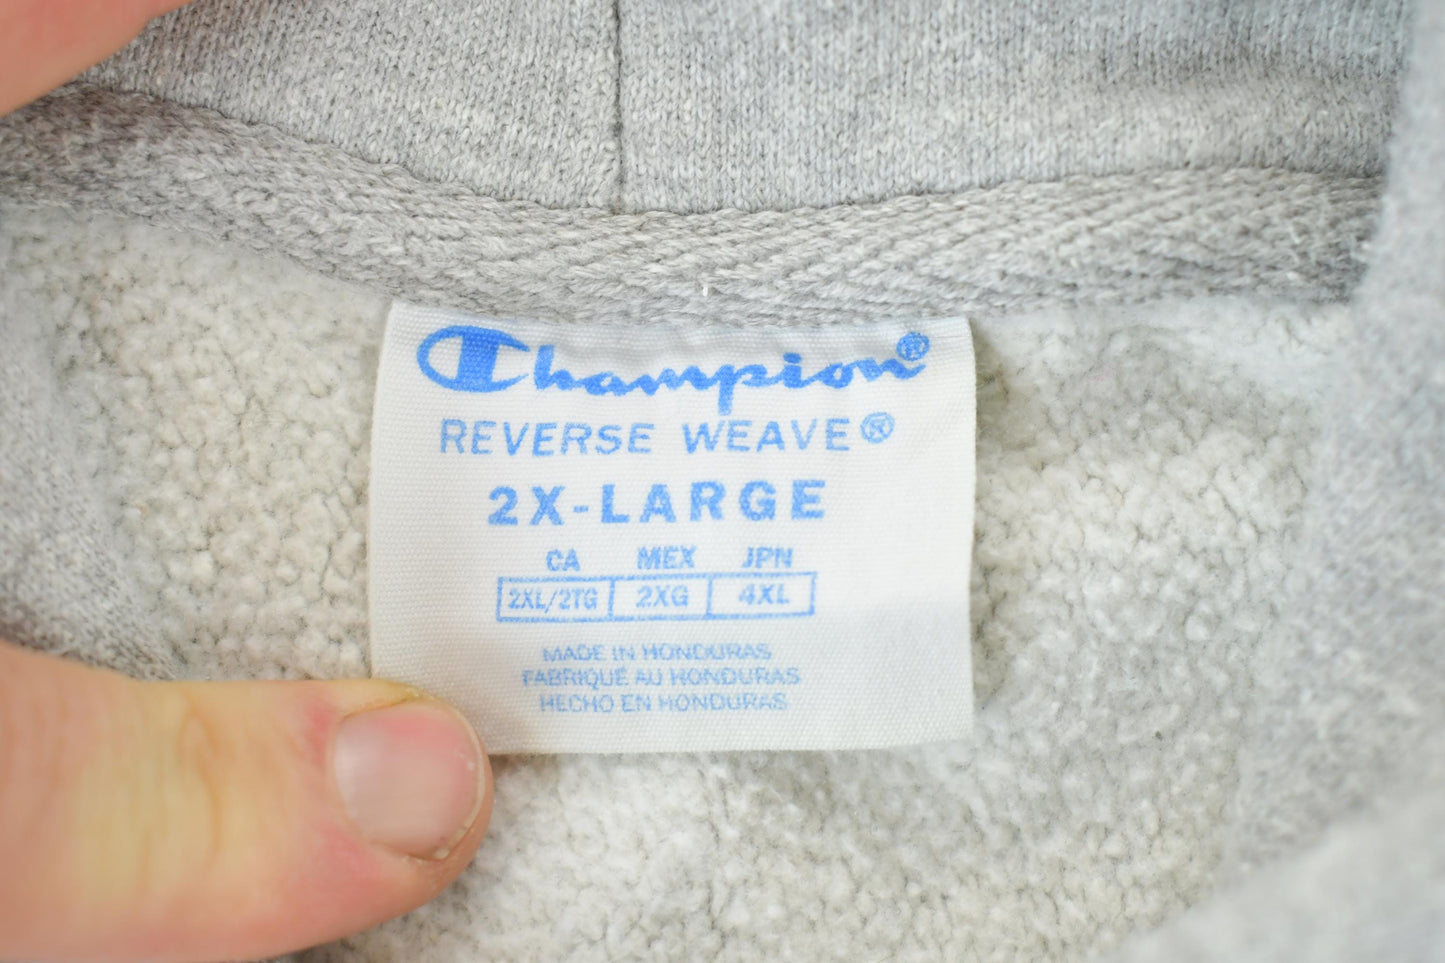 Champion®
REVERSE WEAVE®
2X-LARGE
CA MEX JPN
2XL/2TG 2XG 4XL
MADE IN HONDURAS
FABRIQUÉ AU HONDURAS
HECHO EN HONDURAS